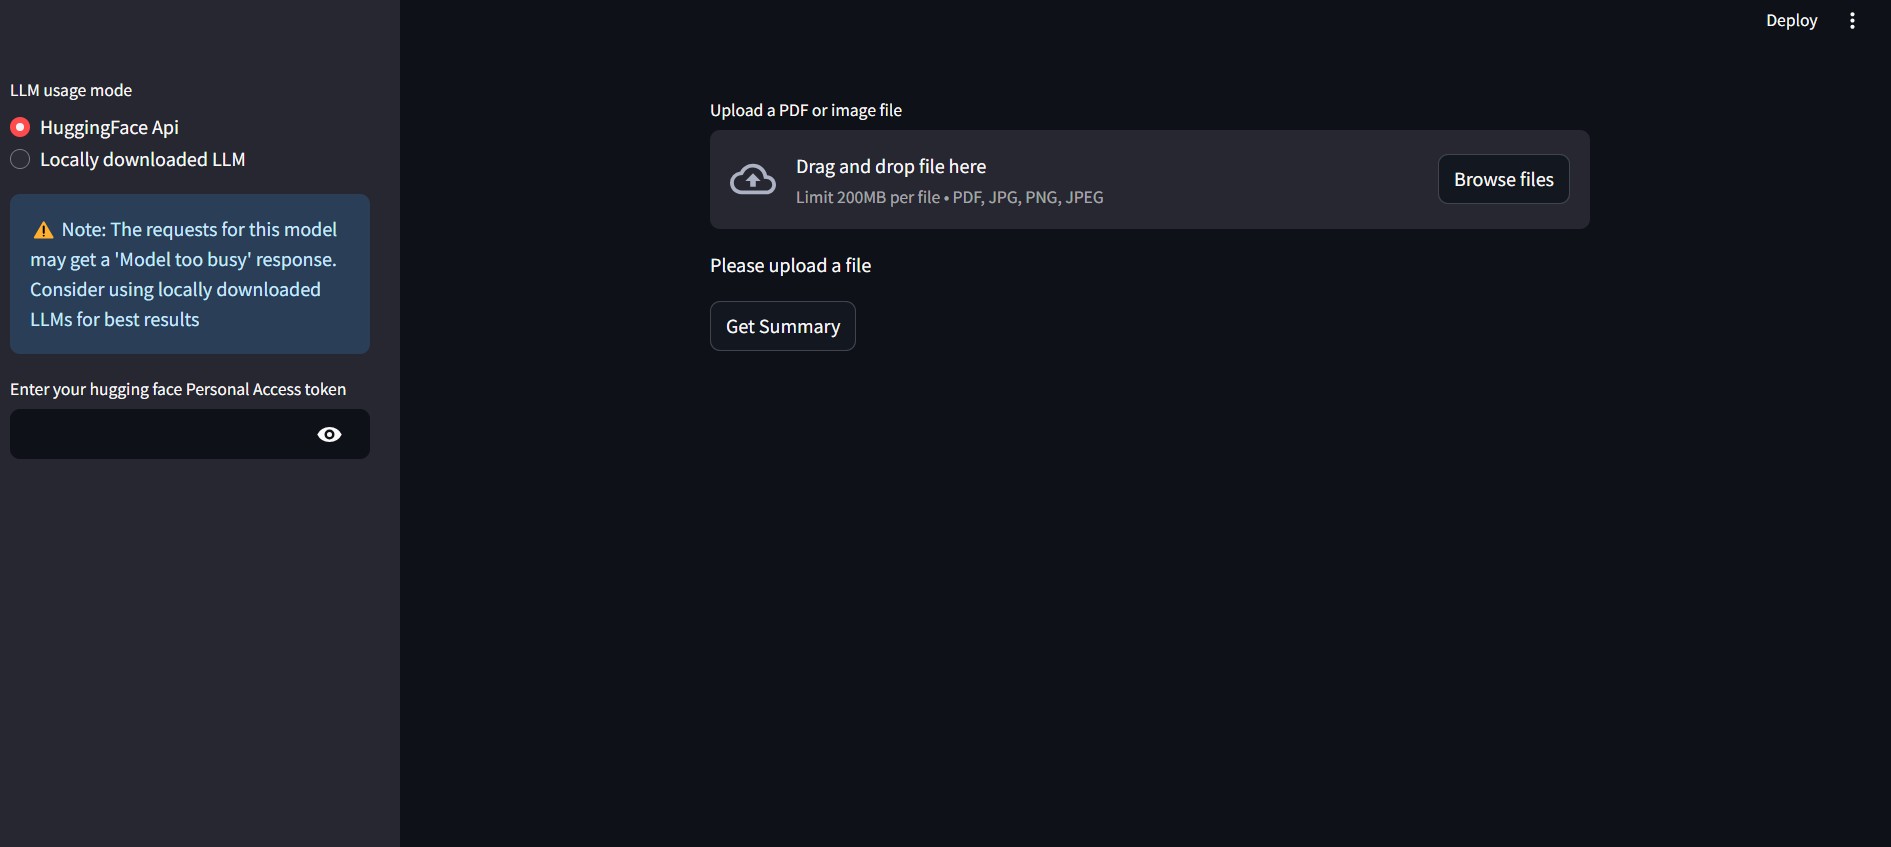 Deploy
LLM usage mode
HuggingFace Api
Locally downloaded LLM
⚠️ Note: The requests for this model
may get a 'Model too busy' response.
Consider using locally downloaded
LLMs for best results
Enter your hugging face Personal Access token
Upload a PDF or image file
Drag and drop file here
Limit 200MB per file • PDF, JPG, PNG, JPEG
Browse files
Please upload a file
Get Summary